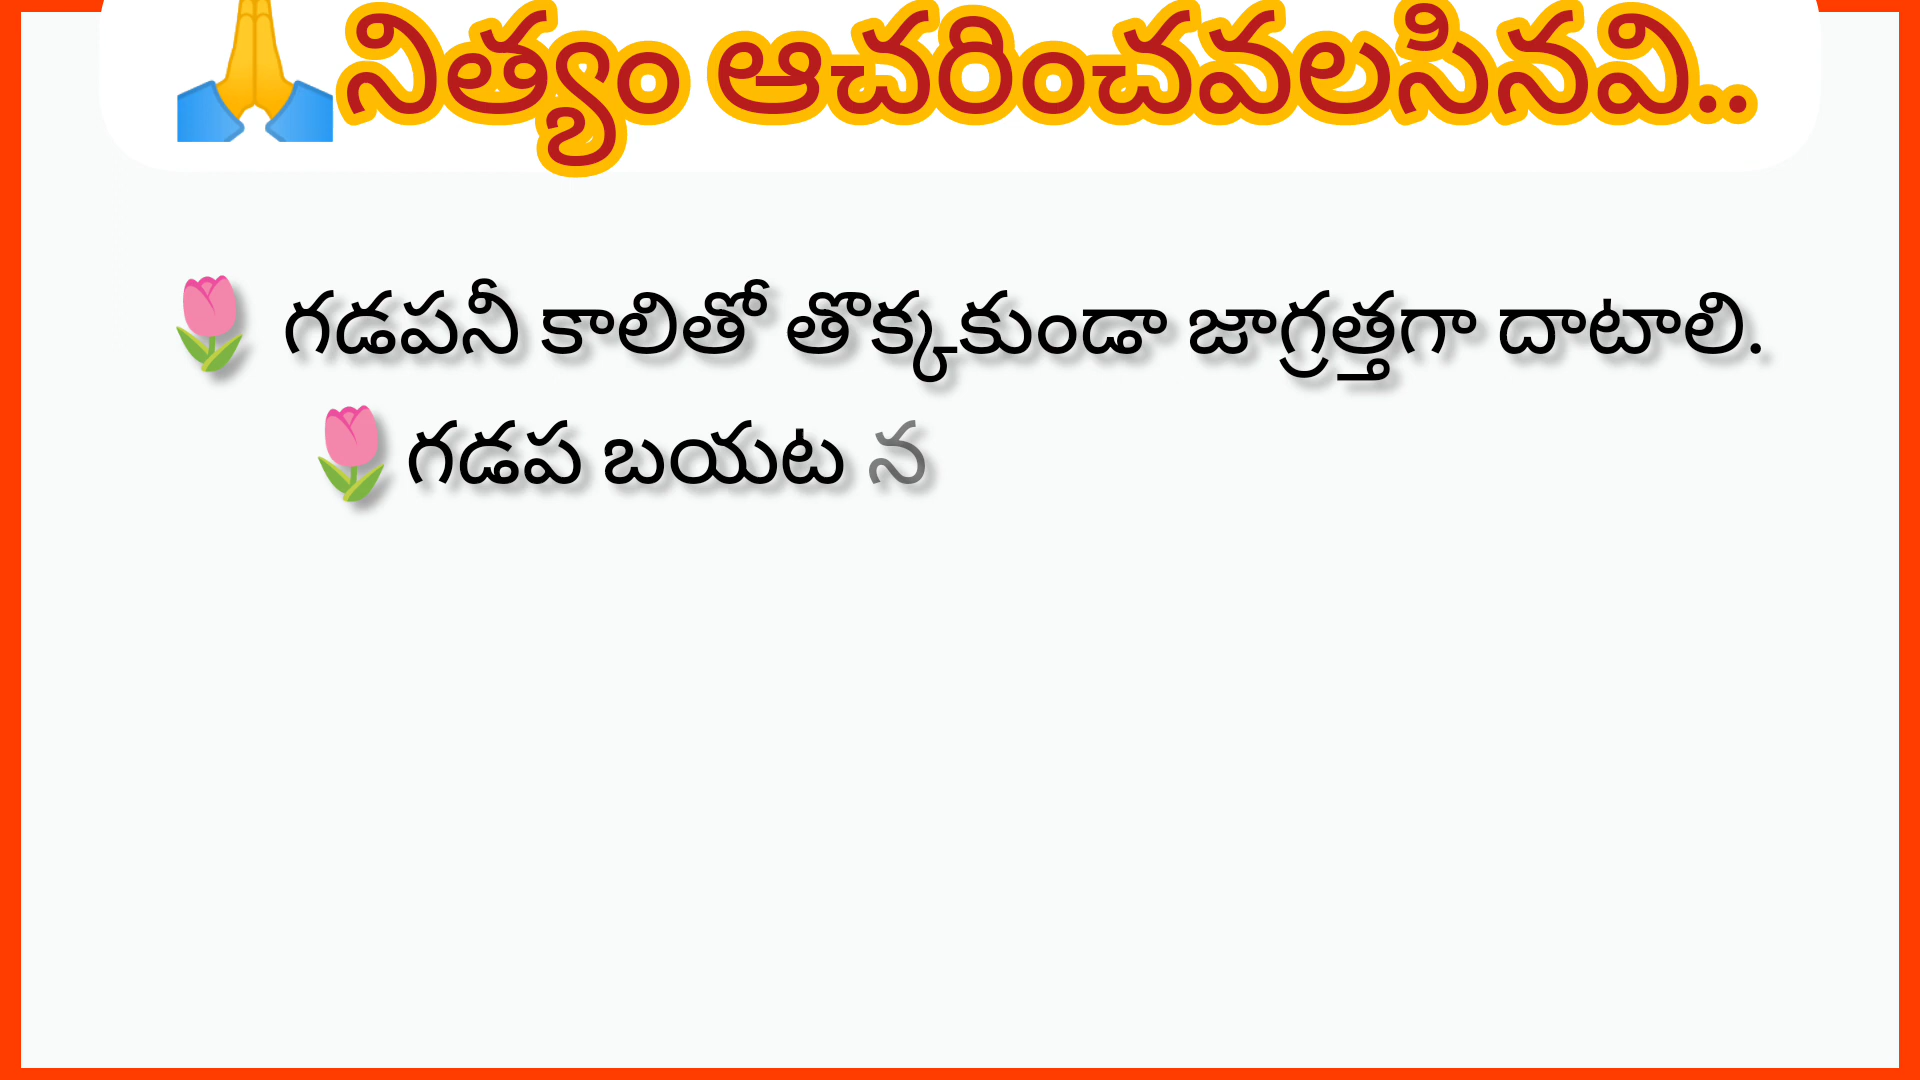 🙏నిత్యం ఆచరించవలసినవి..
🌷 గడపనీ కాలితో తొక్కకుండా జాగ్రత్తగా దాటాలి.
🌷గడప బయట న